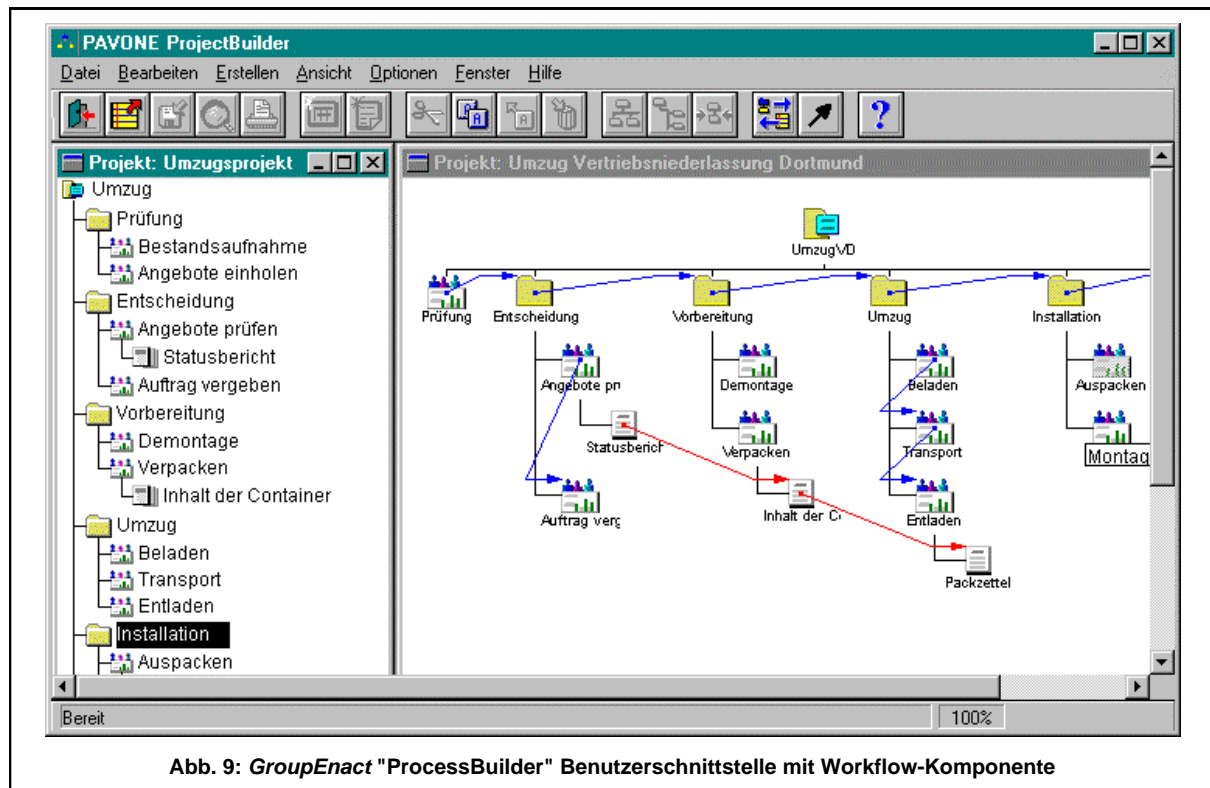 PAVONE ProjectBuilder
Datei Bearbeiten Erstellen Ansicht Optionen Fenster Hilfe
Projekt: Umzugsprojekt
Umzug
Prüfung
Bestandsaufnahme
Angebote einholen
Entscheidung
Angebote prüfen
Statusbericht
Auftrag vergeben
Vorbereitung
Demontage
Verpacken
Inhalt der Container
Umzug
Beladen
Transport
Entladen
Installation
Auspacken
Projekt: Umzug Vertriebsniederlassung Dortmund
UmzugVD
Prüfung Entscheidung Vorbereitung Umzug Installation
Angebote prü Demontage Beladen Auspacken
Statusbericht Verpacken Transport Montag
Auftrag verg Inhalt der Co Entladen
Packzettel
Bereit 100%
Abb. 9: GroupEnact "ProcessBuilder" Benutzerschnittstelle mit Workflow-Komponente